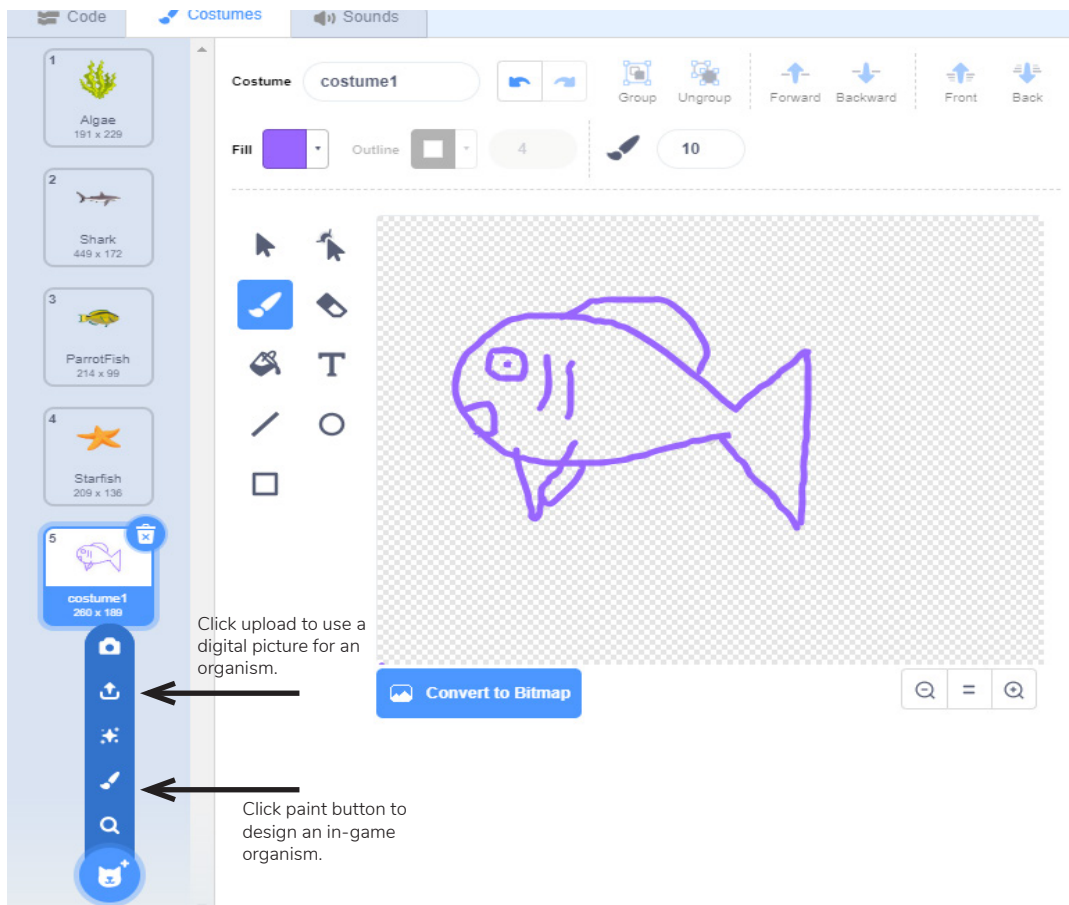 Code
Costumes
Sounds
1
Algae
191 x 229
2
Shark
449 x 172
3
ParrotFish
214 x 99
4
Starfish
209 x 136
5
costume1
260 x 189
Costume
costume1
Group
Ungroup
Forward
Backward
Front
Back
Fill
Outline
4
10
T
Click upload to use a
digital picture for an
organism.
Convert to Bitmap
Click paint button to
design an in-game
organism.